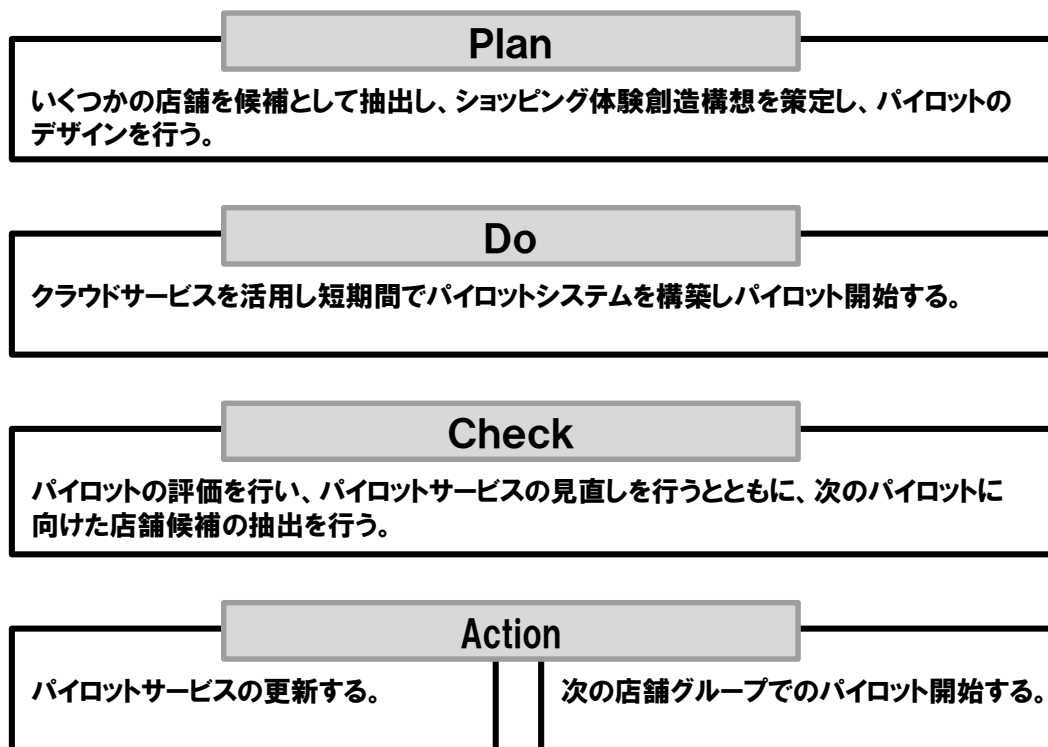 Plan
いくつかの店舗を候補として抽出し、ショッピング体験創造構想を策定し、パイロットの
デザインを行う。
Do
クラウドサービスを活用し短期間でパイロットシステムを構築しパイロット開始する。
Check
パイロットの評価を行い、パイロットサービスの見直しを行うとともに、次のパイロットに
向けた店舗候補の抽出を行う。
Action
パイロットサービスの更新する。
次の店舗グループでのパイロット開始する。